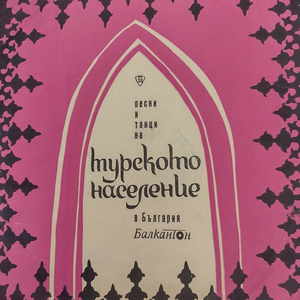 песни
и
танци
на
турското
население
в България
Балкантон